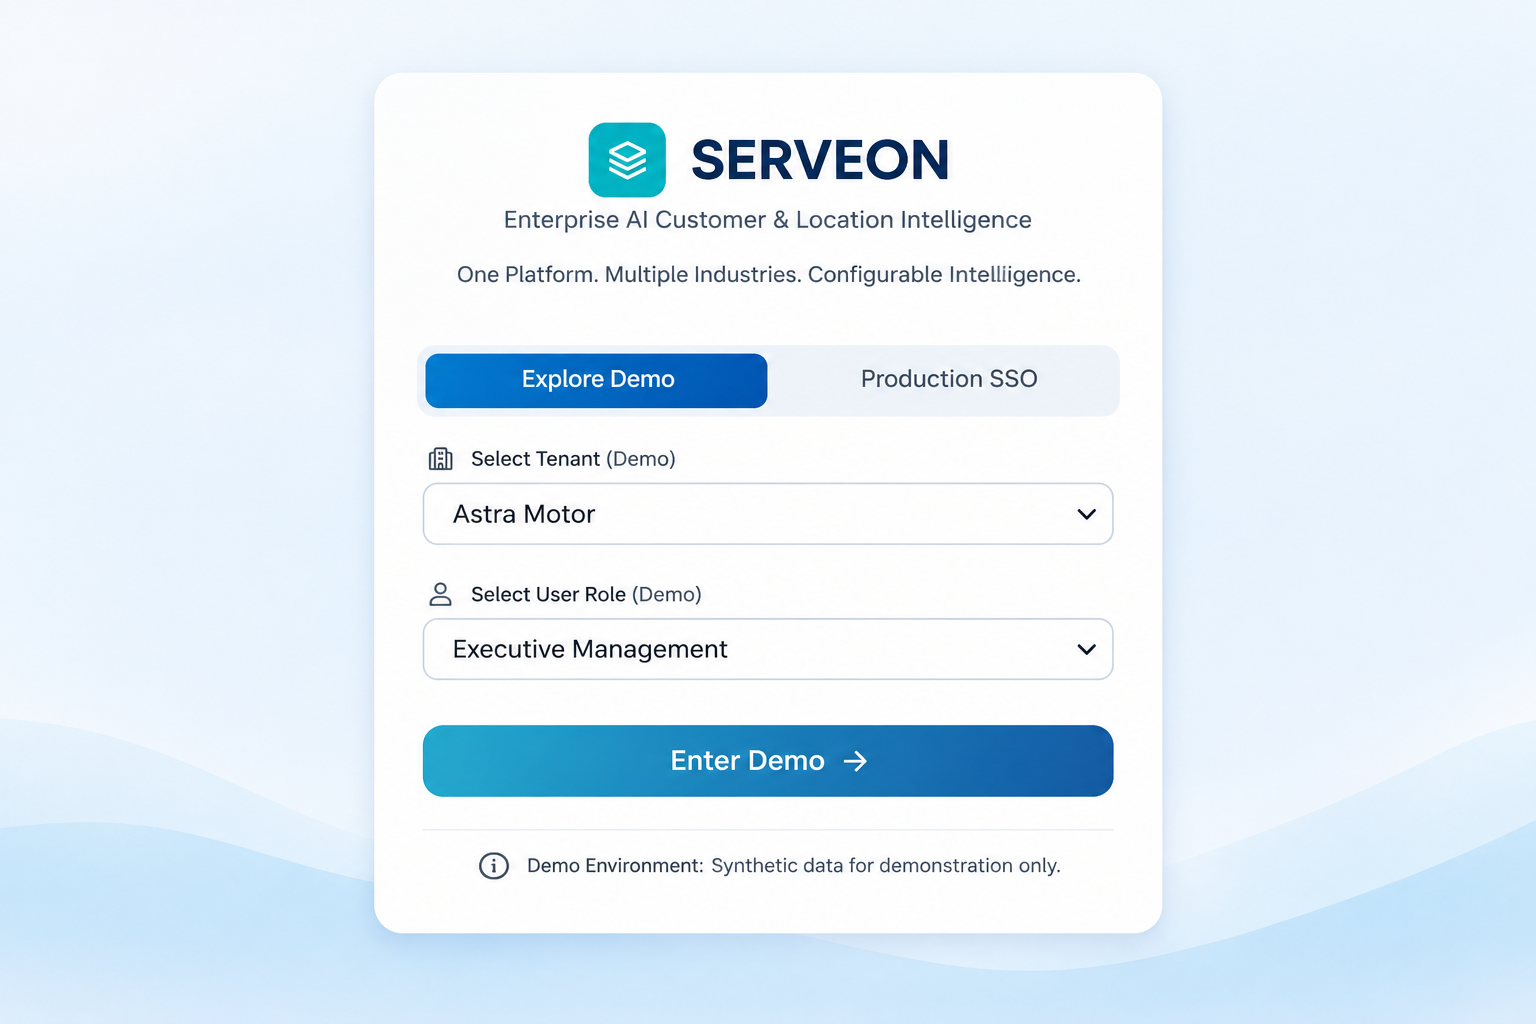 SERVEON
Enterprise AI Customer & Location Intelligence
One Platform. Multiple Industries. Configurable Intelliigence.
Explore Demo
Production SSO
Select Tenant (Demo)
Astra Motor
Select User Role (Demo)
Executive Management
Enter Demo →
Demo Environment: Synthetic data for demonstration only.